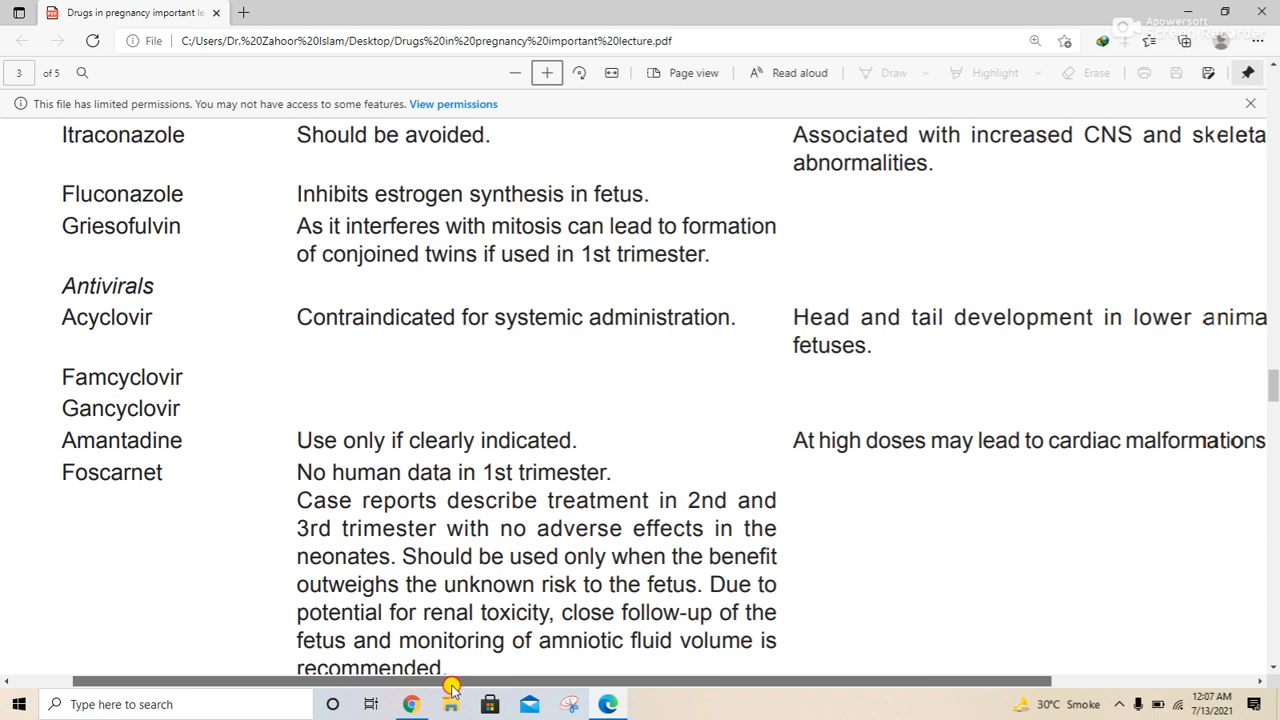 Drugs in pregnancy important le
File
C:/Users/Dr.%20Zahoor%20Islam/Desktop/Drugs%20in%20pregnancy%20important%20lecture.pdf
Apowersoft
Screen Recorder
3 of 5
Page view
Read aloud
Draw
Highlight
Erase
This file has limited permissions. You may not have access to some features. View permissions
Itraconazole Should be avoided. Associated with increased CNS and skeleta
abnormalities.
Fluconazole Inhibits estrogen synthesis in fetus.
Griesofulvin As it interferes with mitosis can lead to formation
of conjoined twins if used in 1st trimester.
Antivirals
Acyclovir Contraindicated for systemic administration. Head and tail development in lower anima
fetuses.
Famcyclovir
Gancyclovir
Amantadine Use only if clearly indicated. At high doses may lead to cardiac malformations
Foscarnet No human data in 1st trimester.
Case reports describe treatment in 2nd and
3rd trimester with no adverse effects in the
neonates. Should be used only when the benefit
outweighs the unknown risk to the fetus. Due to
potential for renal toxicity, close follow-up of the
fetus and monitoring of amniotic fluid volume is
recommended.
Type here to search
30°C Smoke
12:07 AM
7/13/2021